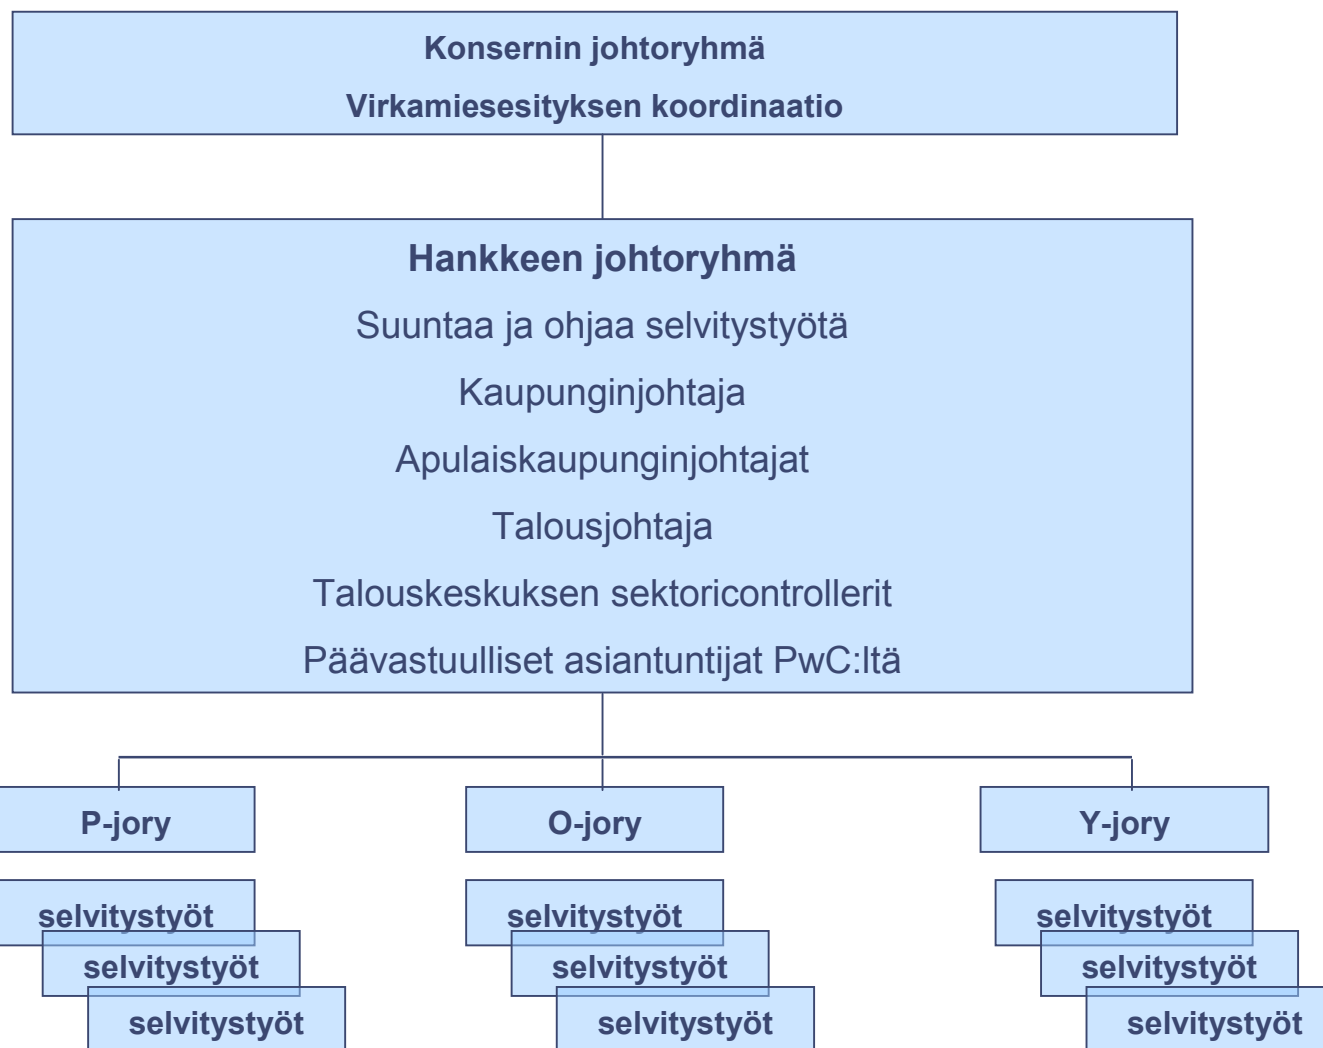 Konsernin johtoryhmä
Virkamiesesityksen koordinaatio
Hankkeen johtoryhmä
Suuntaa ja ohjaa selvitystyötä
Kaupunginjohtaja
Apulaiskaupunginjohtajat
Talousjohtaja
Talouskeskuksen sektoricontrollerit
Päävastuulliset asiantuntijat PwC:ltä
P-jory
O-jory
Y-jory
selvitystyöt
selvitystyöt
selvitystyöt
selvitystyöt
selvitystyöt
selvitystyöt
selvitystyöt
selvitystyöt
selvitystyöt